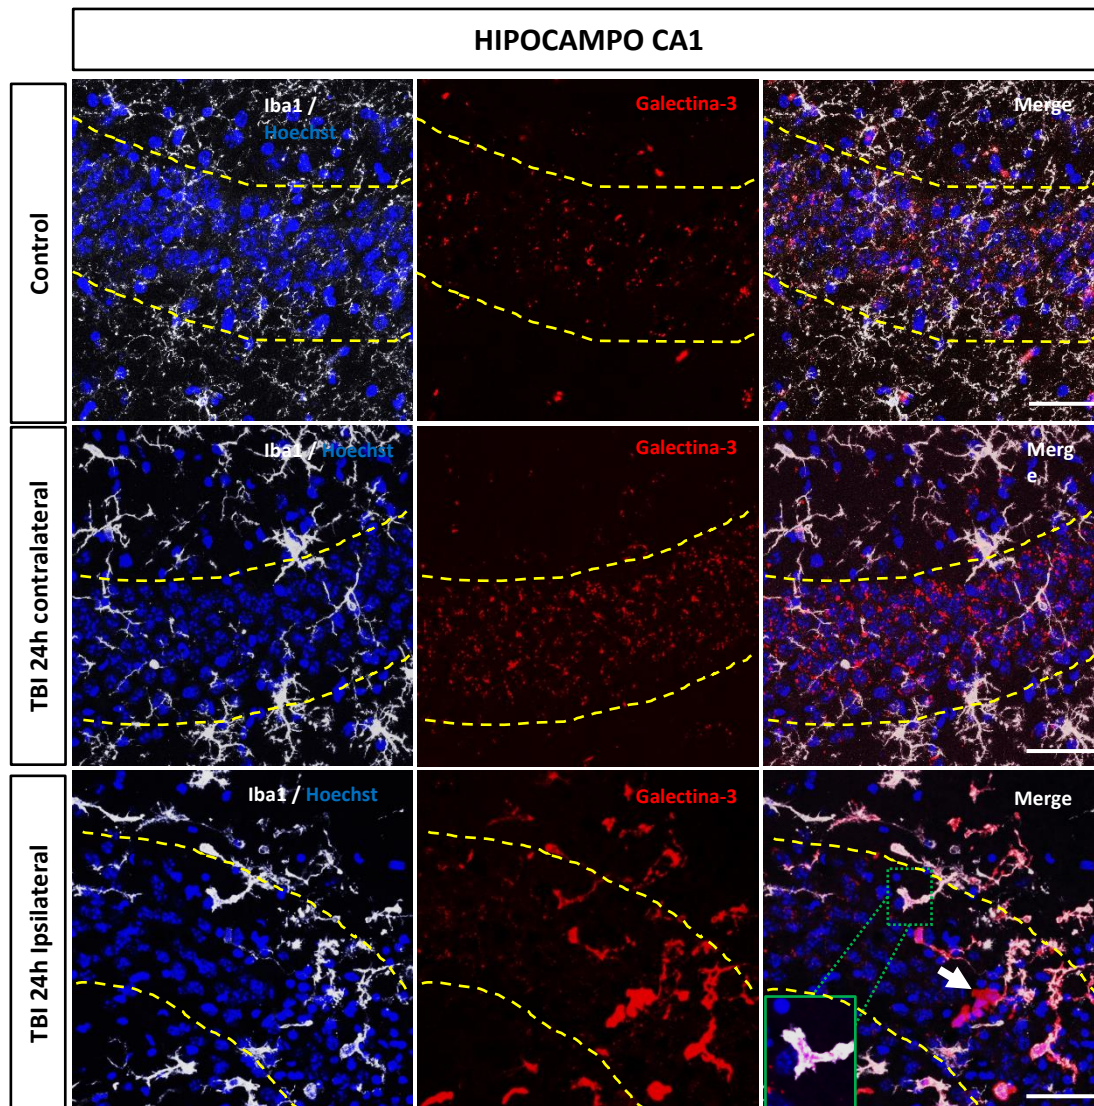 HIPOCAMPO CA1
Control
Iba1 /
Hoechst
Galectina-3
Merge
TBI 24h contralateral
Iba1 / Hoechst
Galectina-3
Merg
e
TBI 24h Ipsilateral
Iba1 / Hoechst
Galectina-3
Merge